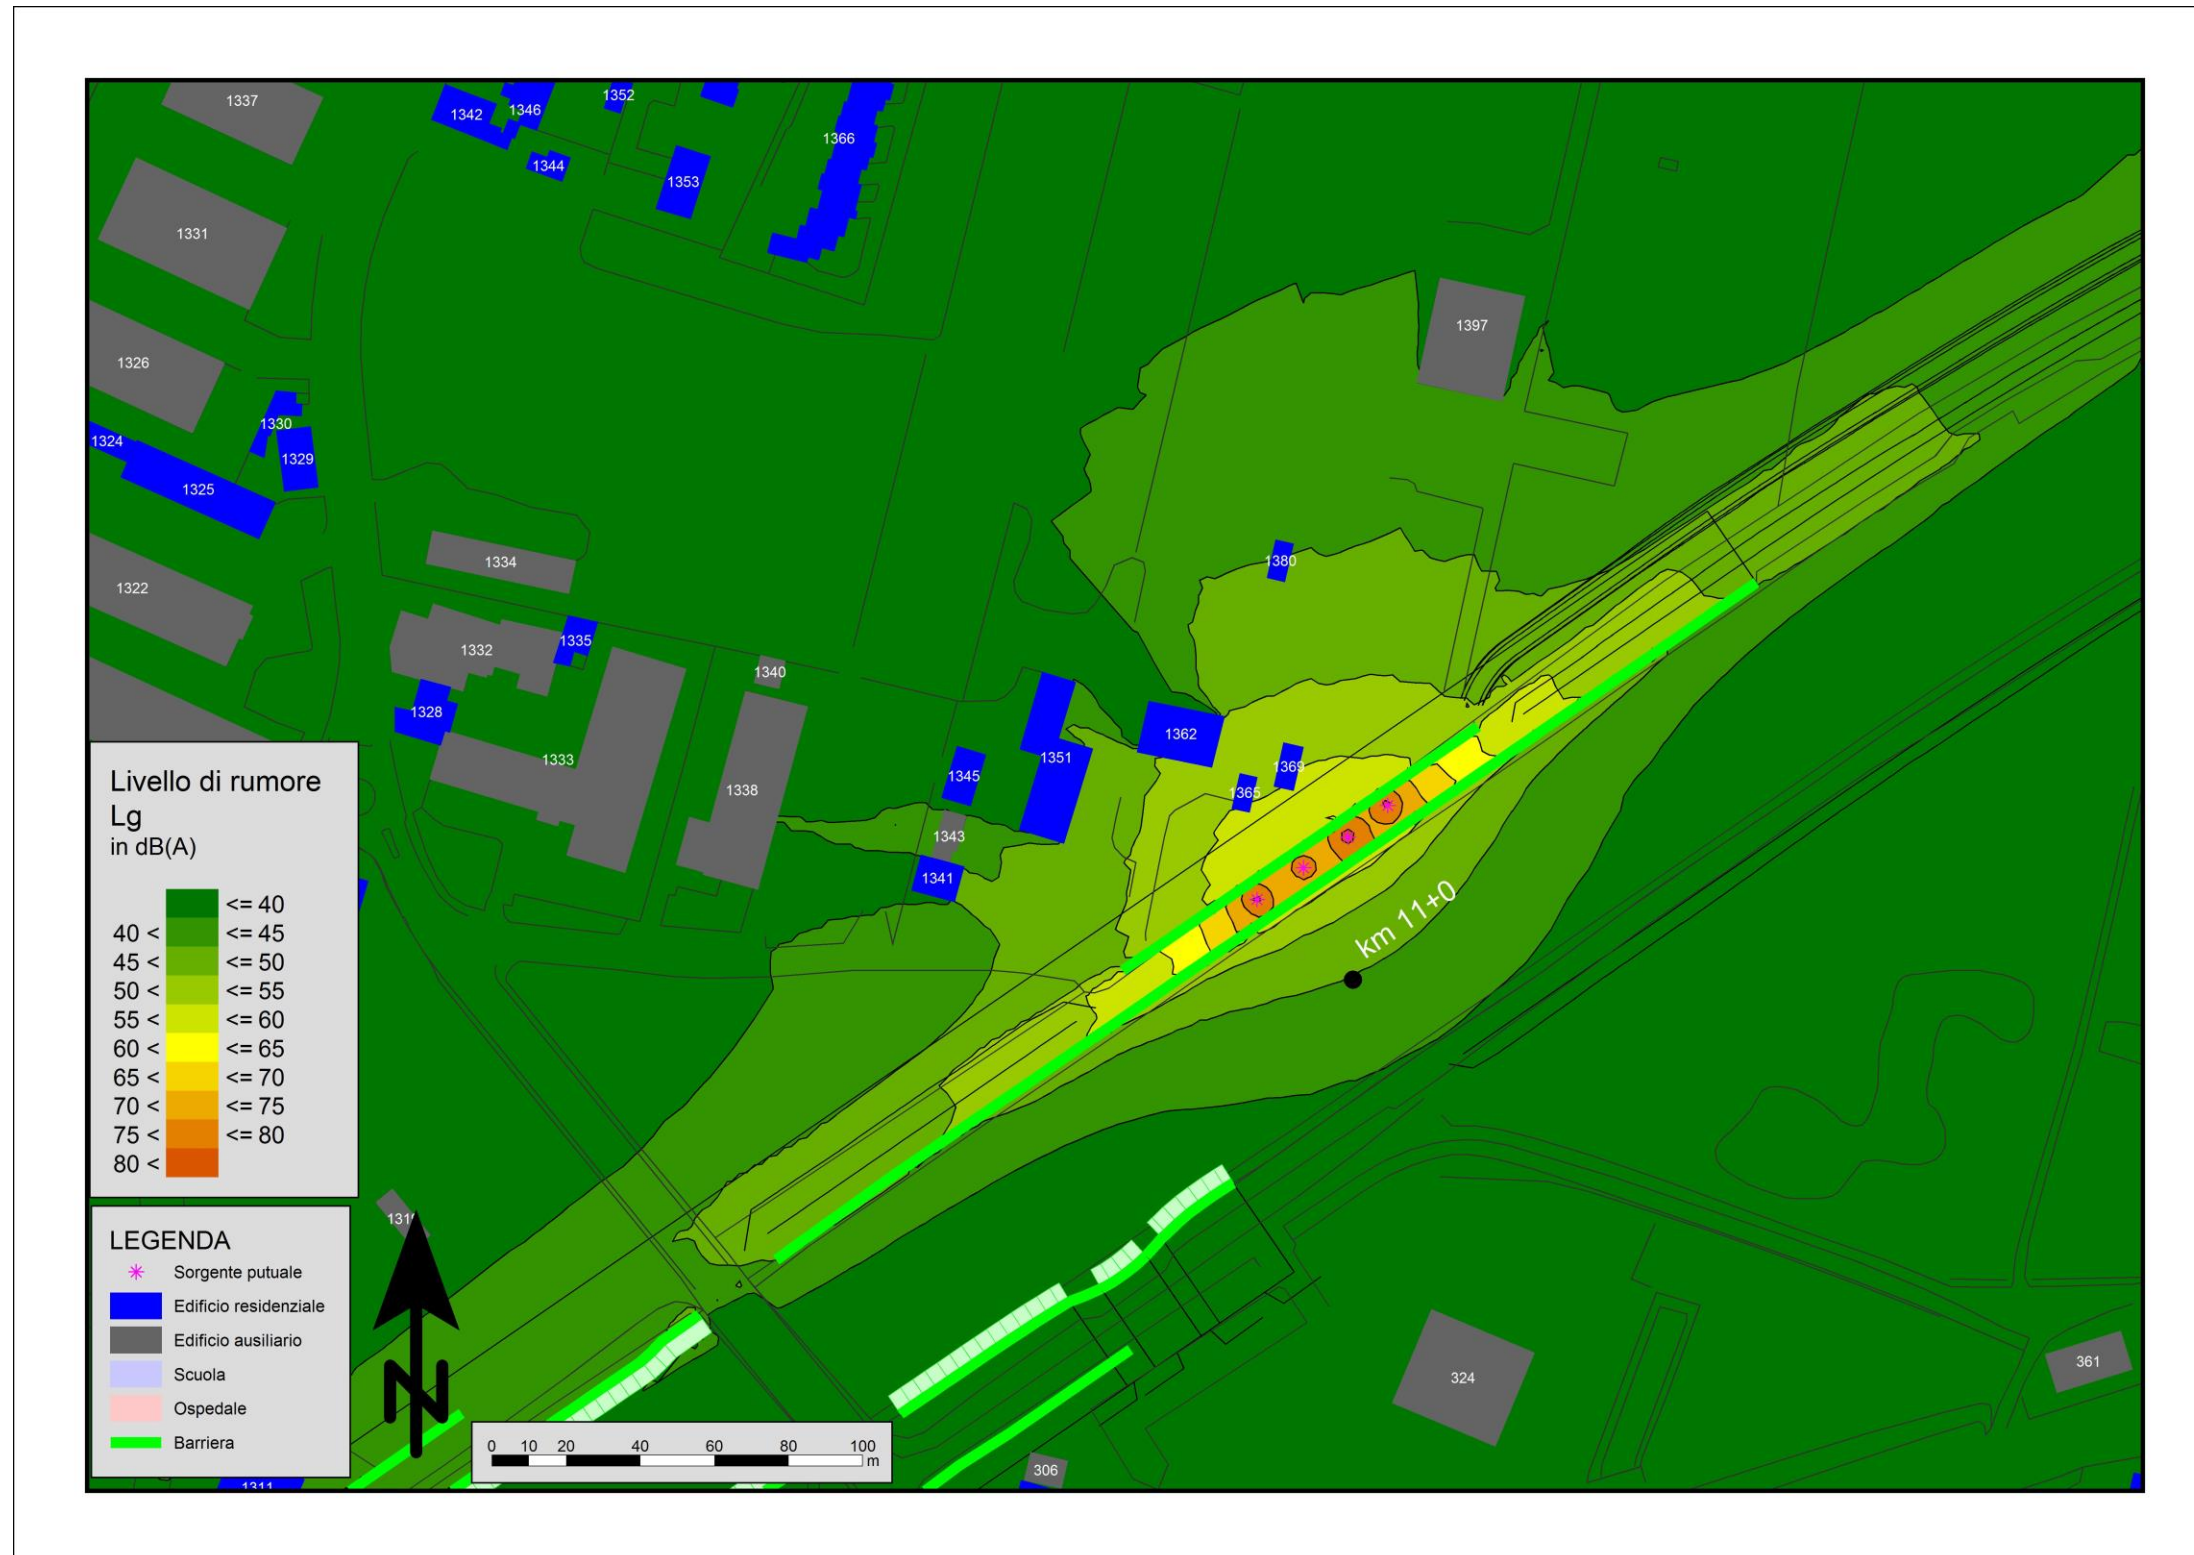 1337
1342
1346
1352
1366
1344
1353
1331
1397
1326
1330
1324
1329
1325
1334
1380
1322
1335
1332
1340
1328
1362
1351
1333
1345
1369
1338
1365
1343
1341
km 11+0
Livello di rumore
Lg
in dB(A)
<= 40
40 < <= 45
45 < <= 50
50 < <= 55
55 < <= 60
60 < <= 65
65 < <= 70
70 < <= 75
75 < <= 80
80 <
LEGENDA
Sorgente putuale
Edificio residenziale
Edificio ausiliario
Scuola
Ospedale
Barriera
N
0 10 20 40 60 80 100
m
324
361
306
1311